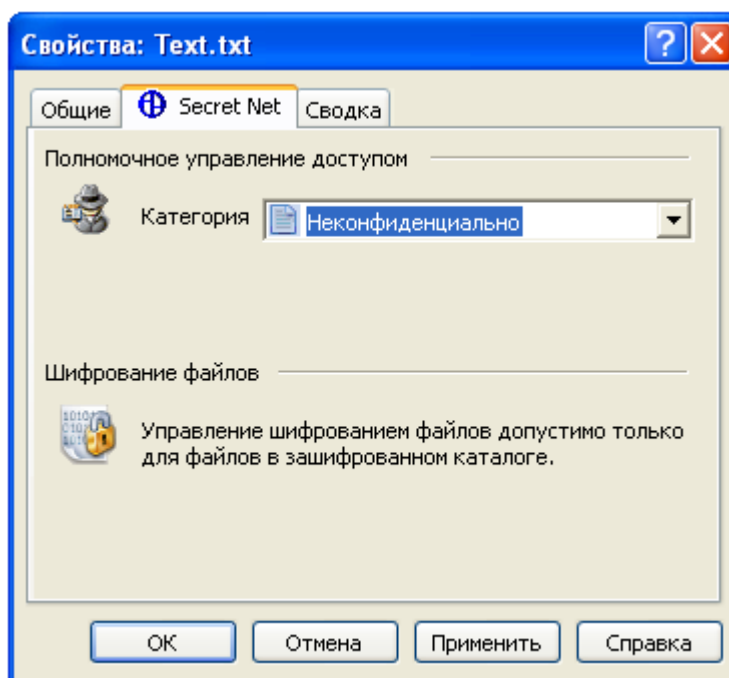 Свойства: Text.txt
Общие
Secret Net
Сводка
Полномочное управление доступом
Категория
Неконфиденциально
Шифрование файлов
Управление шифрованием файлов допустимо только
для файлов в зашифрованном каталоге.
ОК
Отмена
Применить
Справка